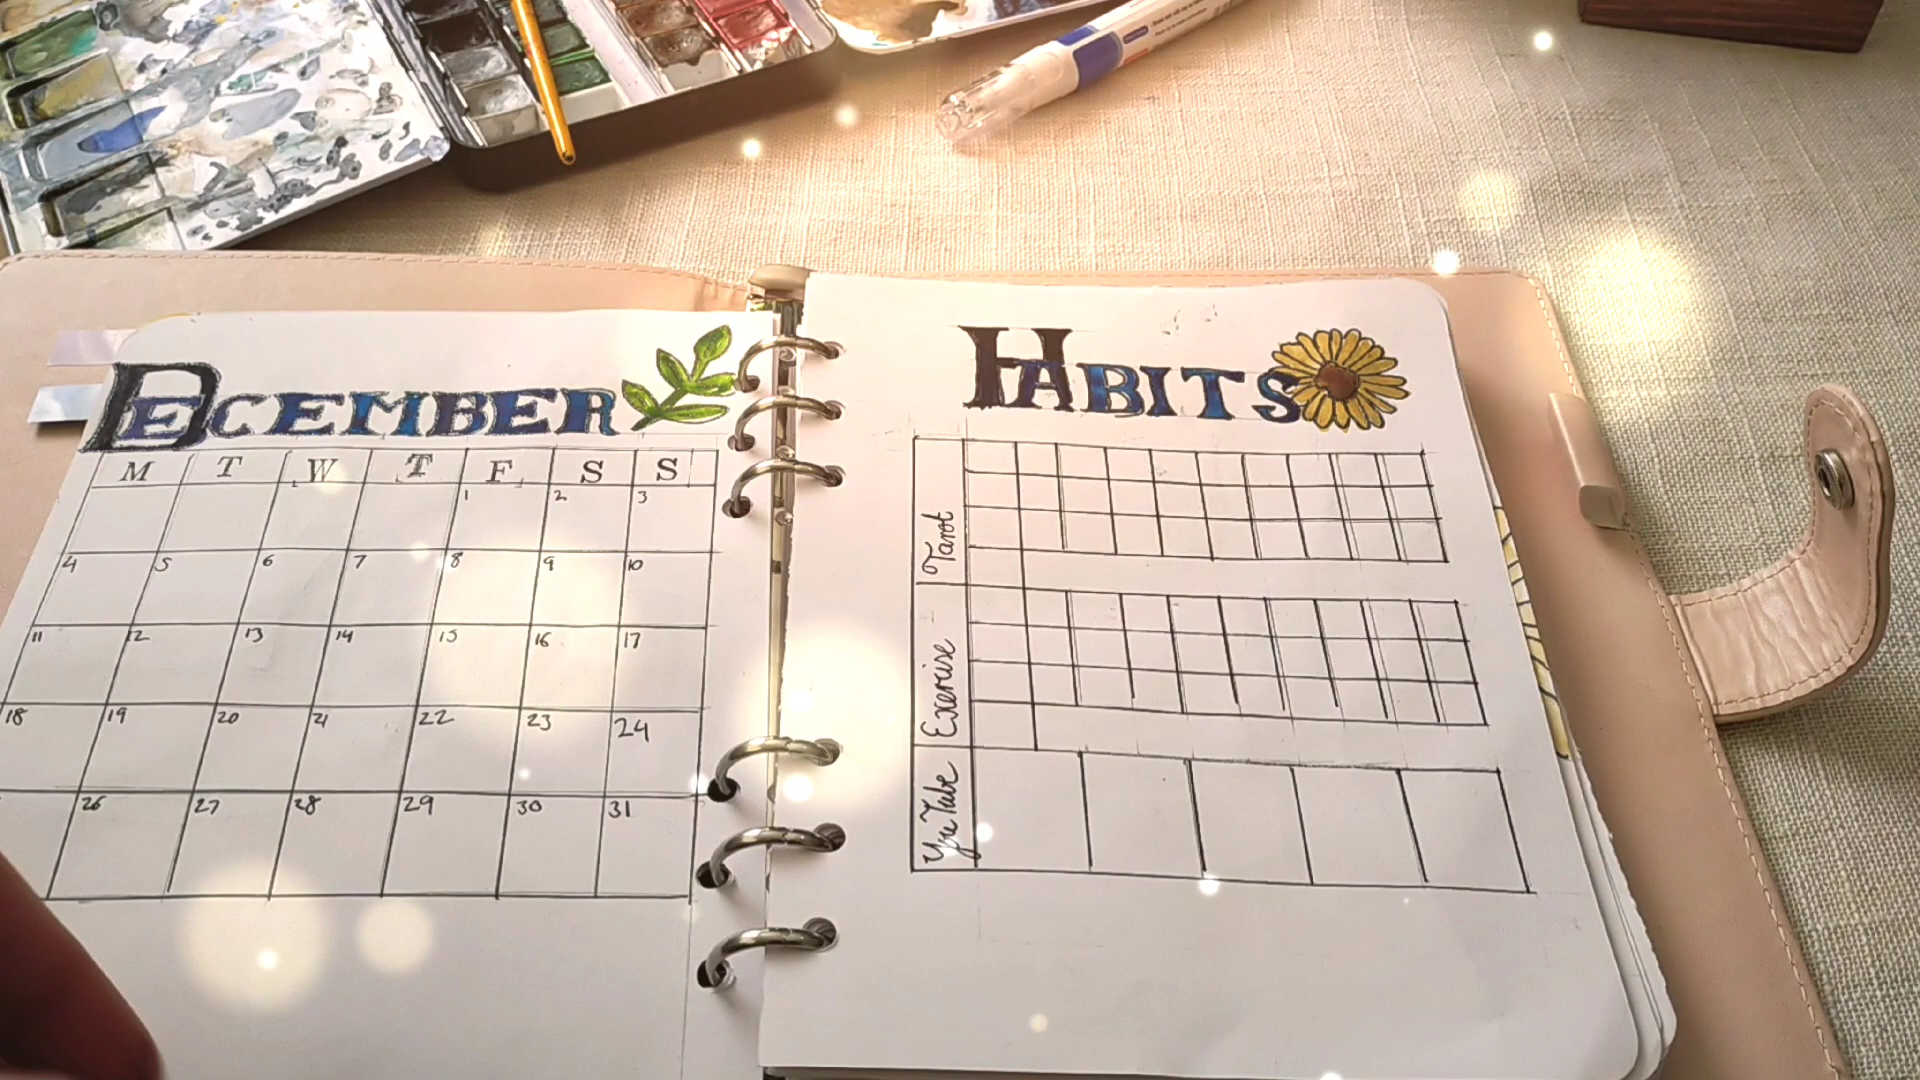 DECEMBER
M T W T F S S
1 2 3
4 5 6 7 8 9 10
11 12 13 14 15 16 17
18 19 20 21 22 23 24
26 27 28 29 30 31
HABITS
Tarot
Exercise
YouTube